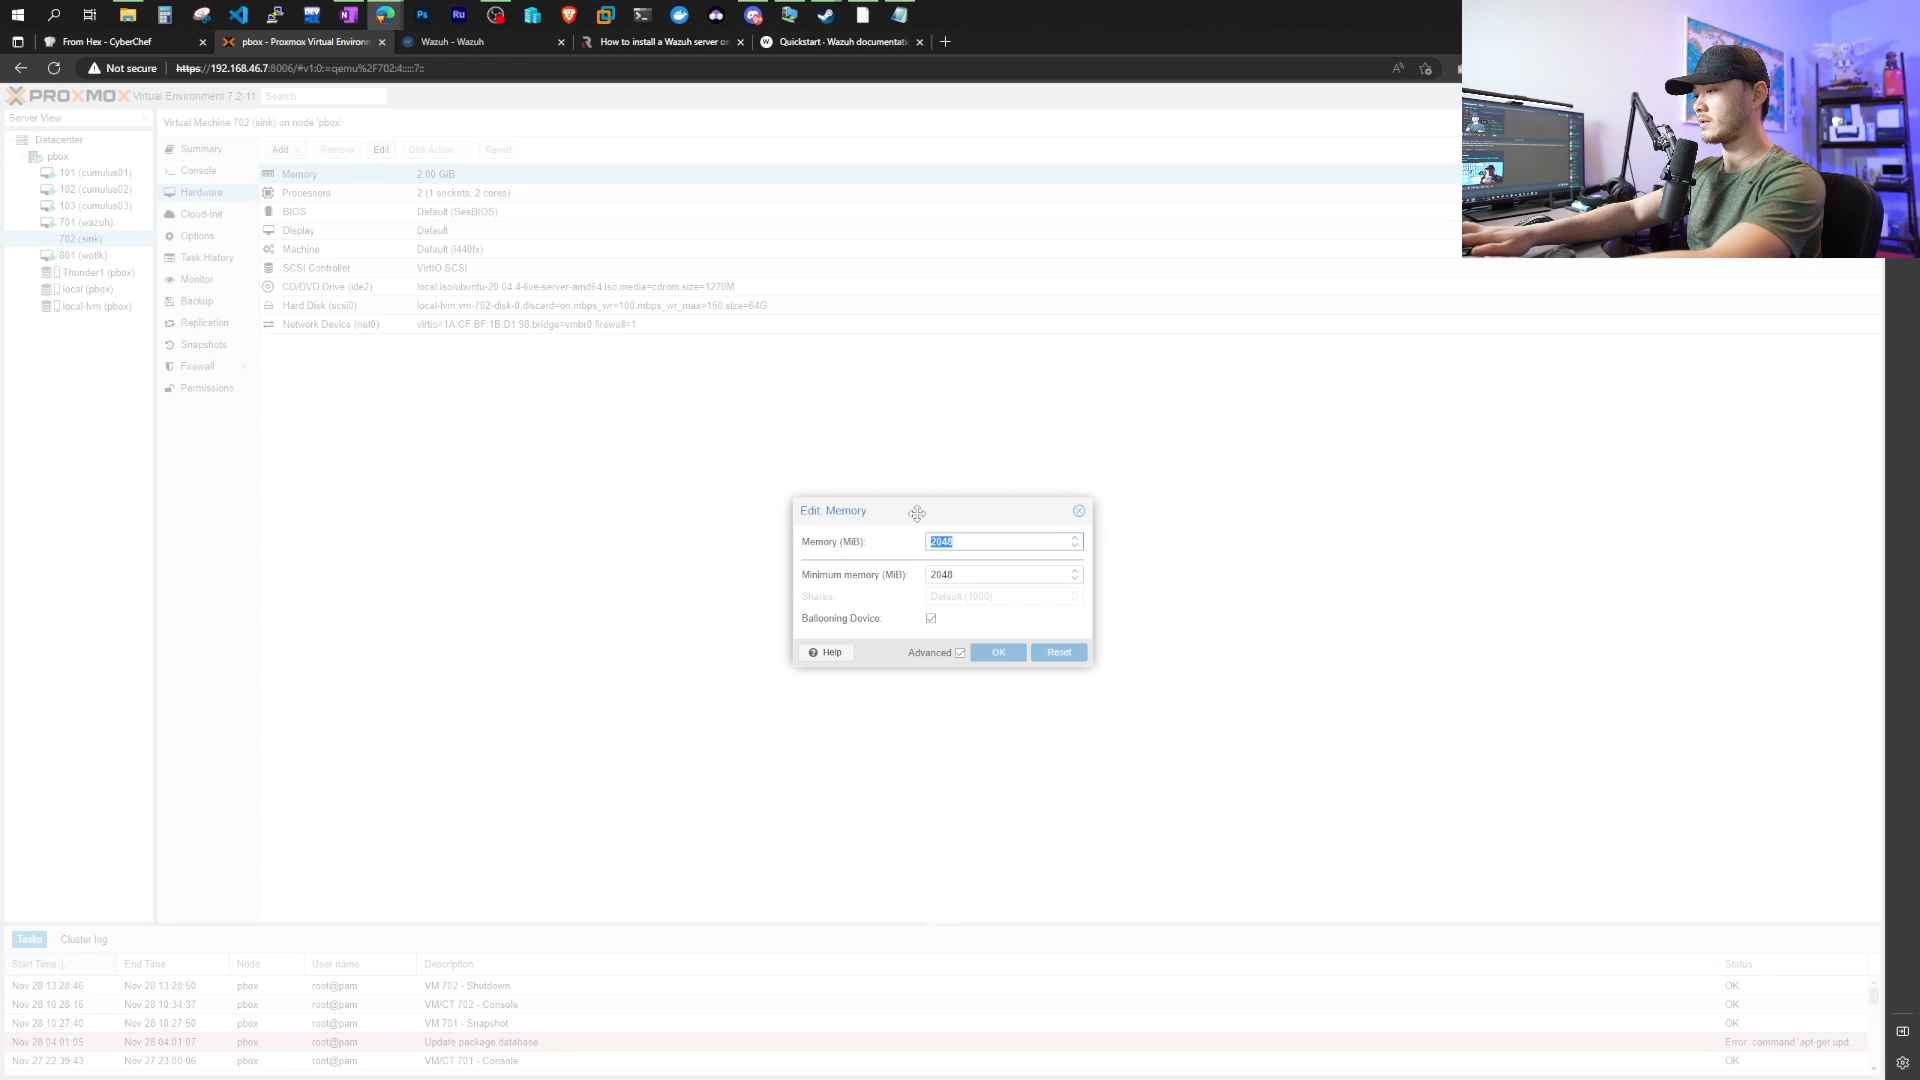 Ps
Ru
DEV
From Hex - CyberChef
pbox - Proxmox Virtual Environm
Wazuh - Wazuh
How to install a Wazuh server on
Quickstart · Wazuh documentati
Not secure
https://192.168.46.7:8006/#v1:0:=qemu%2F702:4:::::7::
PROXMOX Virtual Environment 7.2-11
Search
Server View
Datacenter
pbox
101 (cumulus01)
102 (cumulus02)
103 (cumulus03)
701 (wazuh)
702 (sink)
801 (wotlk)
Thunder1 (pbox)
local (pbox)
local-lvm (pbox)
Virtual Machine 702 (sink) on node 'pbox'
Summary
Console
Hardware
Cloud-Init
Options
Task History
Monitor
Backup
Replication
Snapshots
Firewall
Permissions
Add
Remove
Edit
Disk Action
Revert
Memory 2.00 GiB
Processors 2 (1 sockets, 2 cores)
BIOS Default (SeaBIOS)
Display Default
Machine Default (i440fx)
SCSI Controller VirtIO SCSI
CD/DVD Drive (ide2) local:iso/ubuntu-20.04.4-live-server-amd64.iso,media=cdrom,size=1270M
Hard Disk (scsi0) local-lvm:vm-702-disk-0,discard=on,mbps_wr=100,mbps_wr_max=150,size=64G
Network Device (net0) virtio=1A:CF:BF:1B:D1:98,bridge=vmbr0,firewall=1
Edit: Memory
Memory (MiB): 2048
Minimum memory (MiB): 2048
Shares: Default (1000)
Ballooning Device:
Help
Advanced
OK
Reset
Tasks
Cluster log
Start Time End Time Node User name Description Status
Nov 28 13:28:46 Nov 28 13:28:50 pbox root@pam VM 702 - Shutdown OK
Nov 28 10:28:16 Nov 28 10:34:37 pbox root@pam VM/CT 702 - Console OK
Nov 28 10:27:40 Nov 28 10:27:50 pbox root@pam VM 701 - Snapshot OK
Nov 28 04:01:05 Nov 28 04:01:07 pbox root@pam Update package database Error: command 'apt-get upd...
Nov 27 22:39:43 Nov 27 23:00:06 pbox root@pam VM/CT 701 - Console OK